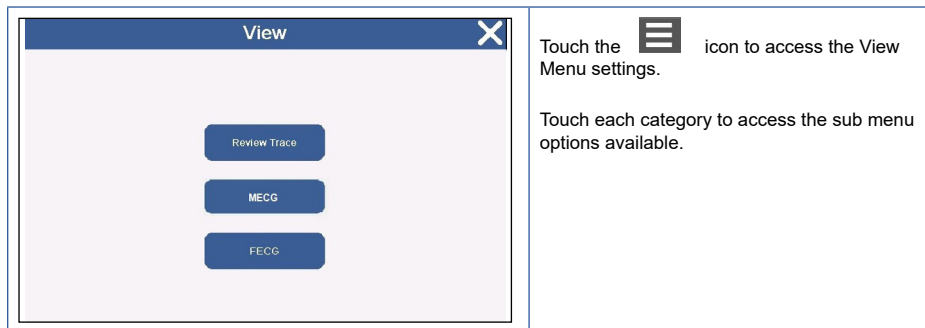 View
Review Trace
MECG
FECG
Touch the icon to access the View
Menu settings.
Touch each category to access the sub menu
options available.